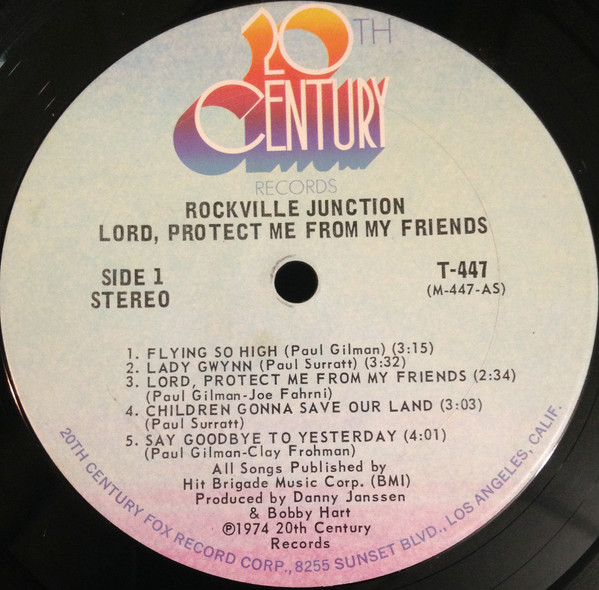 20TH
CENTURY
RECORDS
ROCKVILLE JUNCTION
LORD, PROTECT ME FROM MY FRIENDS
SIDE 1
STEREO
T-447
(M-447-AS)
1. FLYING SO HIGH (Paul Gilman) (3:15)
2. LADY GWYNN (Paul Surratt) (3:32)
3. LORD, PROTECT ME FROM MY FRIENDS (2:34)
(Paul Gilman-Joe Fahrni)
4. CHILDREN GONNA SAVE OUR LAND (3:03)
(Paul Surratt)
5. SAY GOODBYE TO YESTERDAY (4:01)
(Paul Gilman-Clay Frohman)
All Songs Published by
Hit Brigade Music Corp. (BMI)
Produced by Danny Janssen
& Bobby Hart
℗1974 20th Century
Records
20TH CENTURY FOX RECORD CORP., 8255 SUNSET BLVD., LOS ANGELES, CALIF.